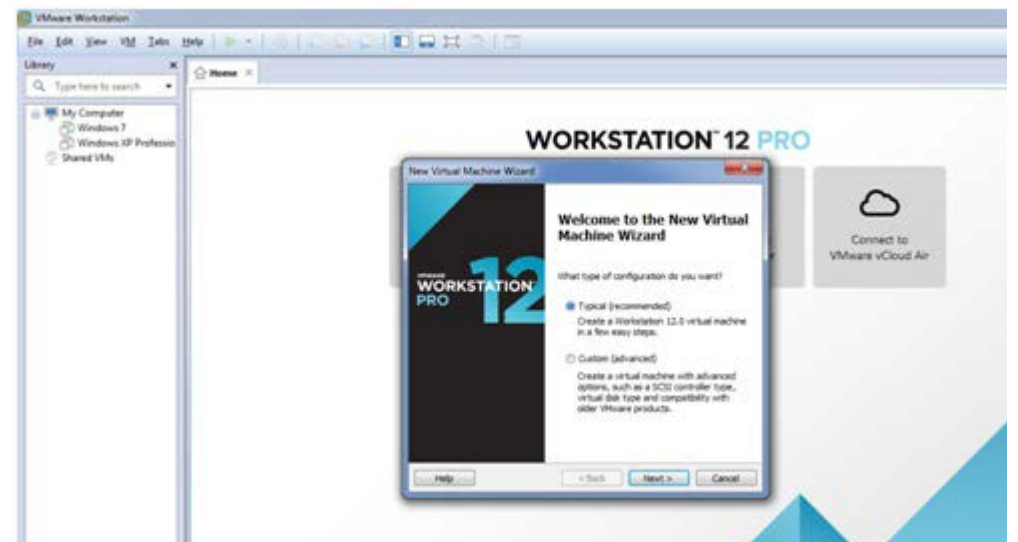 VMware Workstation
File Edit View VM Tabs Help
Library
Home
Type here to search
My Computer
Windows 7
Windows XP Professio
Shared VMs
WORKSTATION™ 12 PRO
Connect to
VMware vCloud Air
New Virtual Machine Wizard
VMWARE
WORKSTATION
PRO 12
Welcome to the New Virtual
Machine Wizard
What type of configuration do you want?
Typical (recommended)
Create a Workstation 12.0 virtual machine
in a few easy steps.
Custom (advanced)
Create a virtual machine with advanced
options, such as a SCSI controller type,
virtual disk type and compatibility with
older VMware products.
Help < Back Next > Cancel